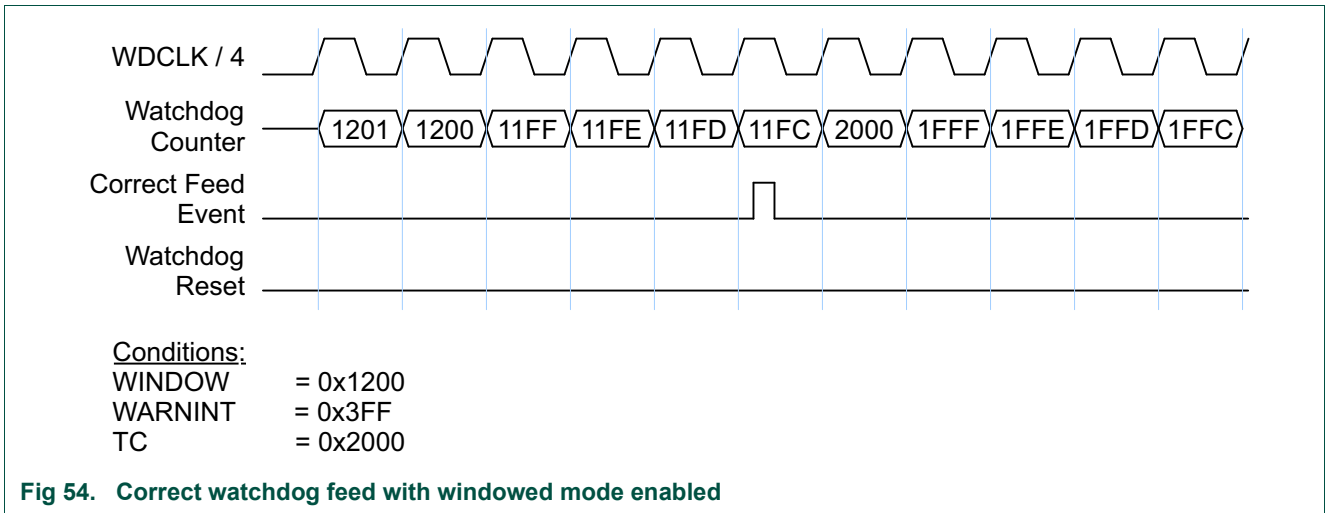 WDCLK / 4
Watchdog
Counter
1201 1200 11FF 11FE 11FD 11FC 2000 1FFF 1FFE 1FFD 1FFC
Correct Feed
Event
Watchdog
Reset
Conditions:
WINDOW = 0x1200
WARNINT = 0x3FF
TC = 0x2000
Fig 54. Correct watchdog feed with windowed mode enabled